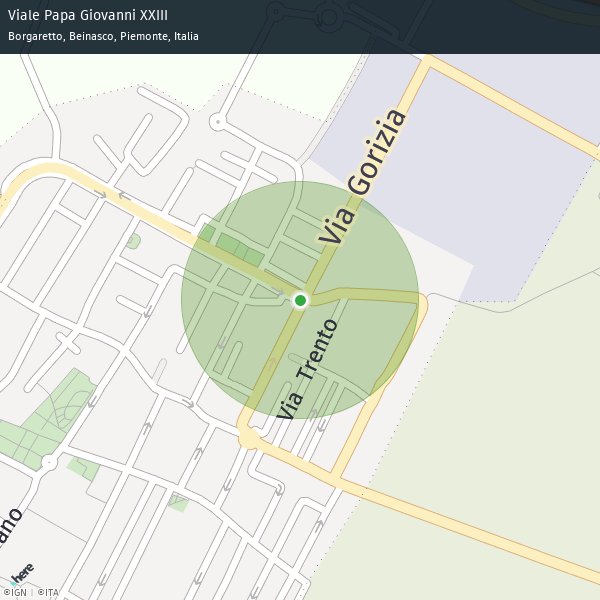 Viale Papa Giovanni XXIII
Borgaretto, Beinasco, Piemonte, Italia
Via Gorizia
Via Trento
ano
here
©IGN | ©ITA